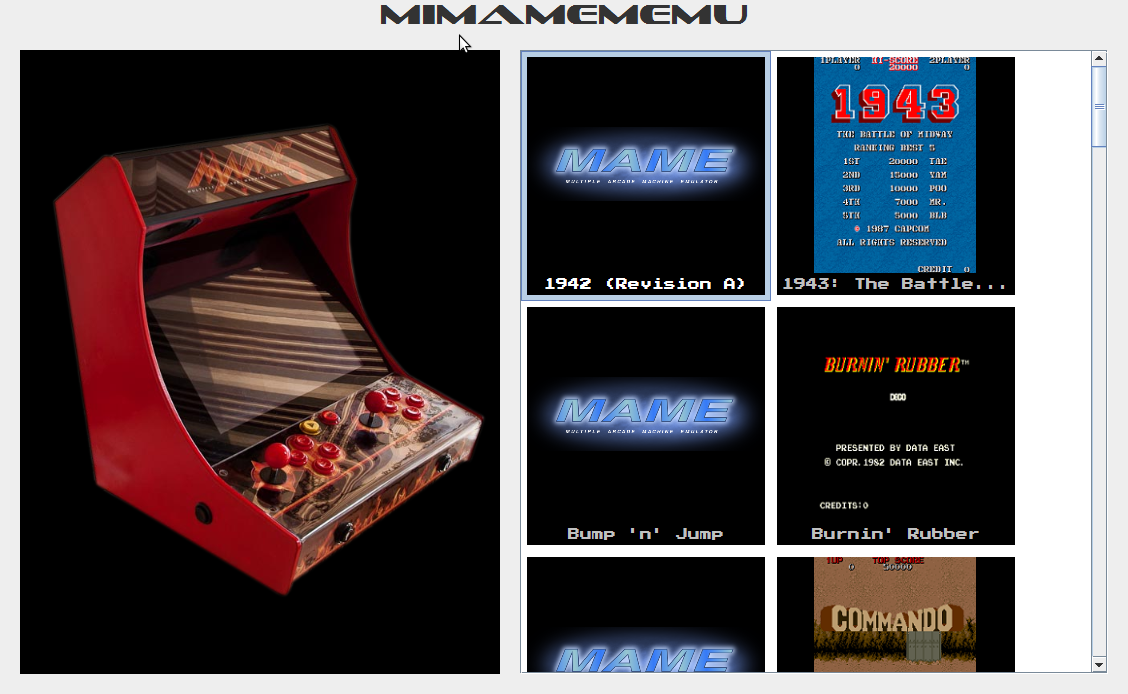 MIMAMEMEMU
MAME
MAME
MULTIPLE ARCADE MACHINE EMULATOR
1942 (Revision A)
1PLAYER HI-SCORE 2PLAYER
0 20000 0
1943
THE BATTLE OF MIDWAY
RANKING BEST 5
1ST 20000 TAE
2ND 15000 YAM
3RD 10000 POO
4TH 7000 MR.
5TH 5000 BLB
© 1987 CAPCOM
ALL RIGHTS RESERVED
CREDIT 0
1943: The Battle...
MAME
MULTIPLE ARCADE MACHINE EMULATOR
Bump 'n' Jump
BURNIN' RUBBER™
DECO
PRESENTED BY DATA EAST
© COPR.1982 DATA EAST INC.
CREDITS:0
Burnin' Rubber
MAME
TOP TOP SCORE
0 50000
COMMANDO